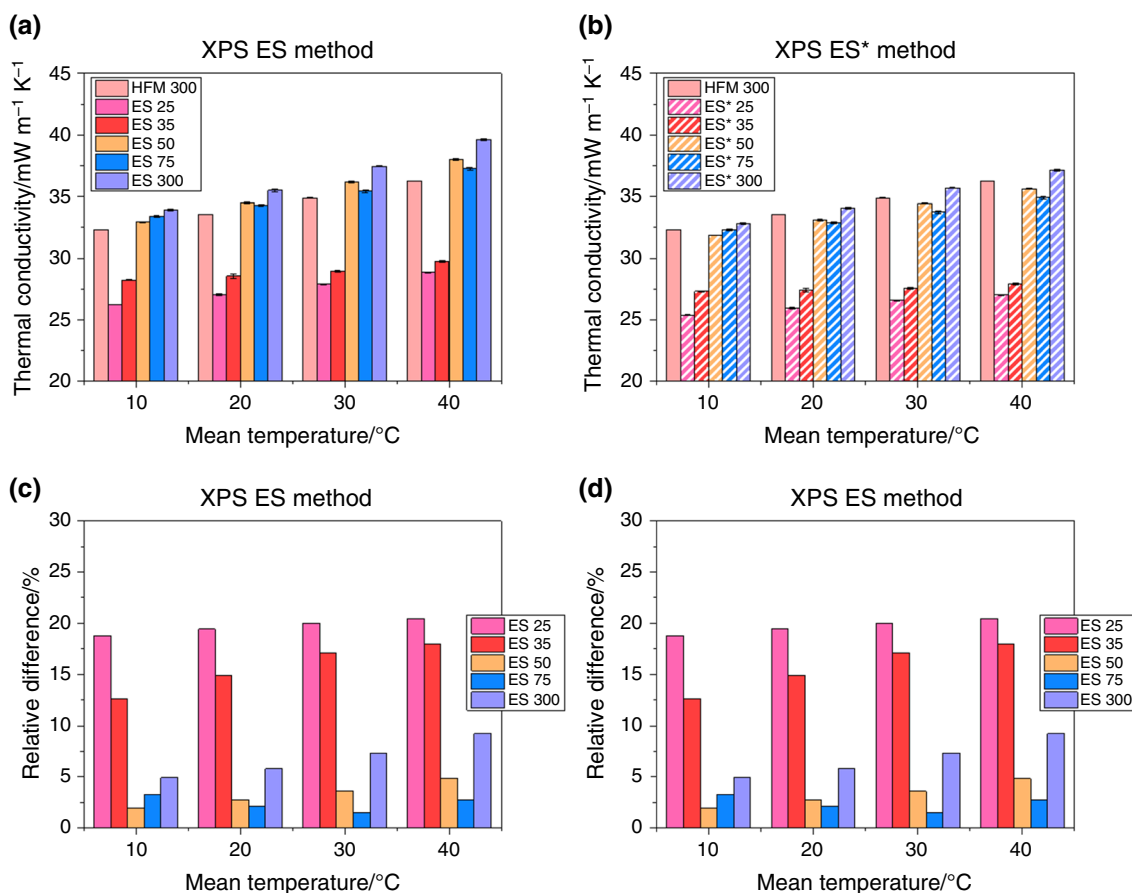 (a)
XPS ES method
Thermal conductivity/mW m⁻¹ K⁻¹
45
40
35
30
25
20
HFM 300
ES 25
ES 35
ES 50
ES 75
ES 300
10 20 30 40
Mean temperature/°C
(b)
XPS ES* method
Thermal conductivity/mW m⁻¹ K⁻¹
45
40
35
30
25
20
HFM 300
ES* 25
ES* 35
ES* 50
ES* 75
ES* 300
10 20 30 40
Mean temperature/°C
(c)
XPS ES method
Relative difference/%
30
25
20
15
10
5
0
ES 25
ES 35
ES 50
ES 75
ES 300
10 20 30 40
Mean temperature/°C
(d)
XPS ES method
Relative difference/%
30
25
20
15
10
5
0
ES 25
ES 35
ES 50
ES 75
ES 300
10 20 30 40
Mean temperature/°C